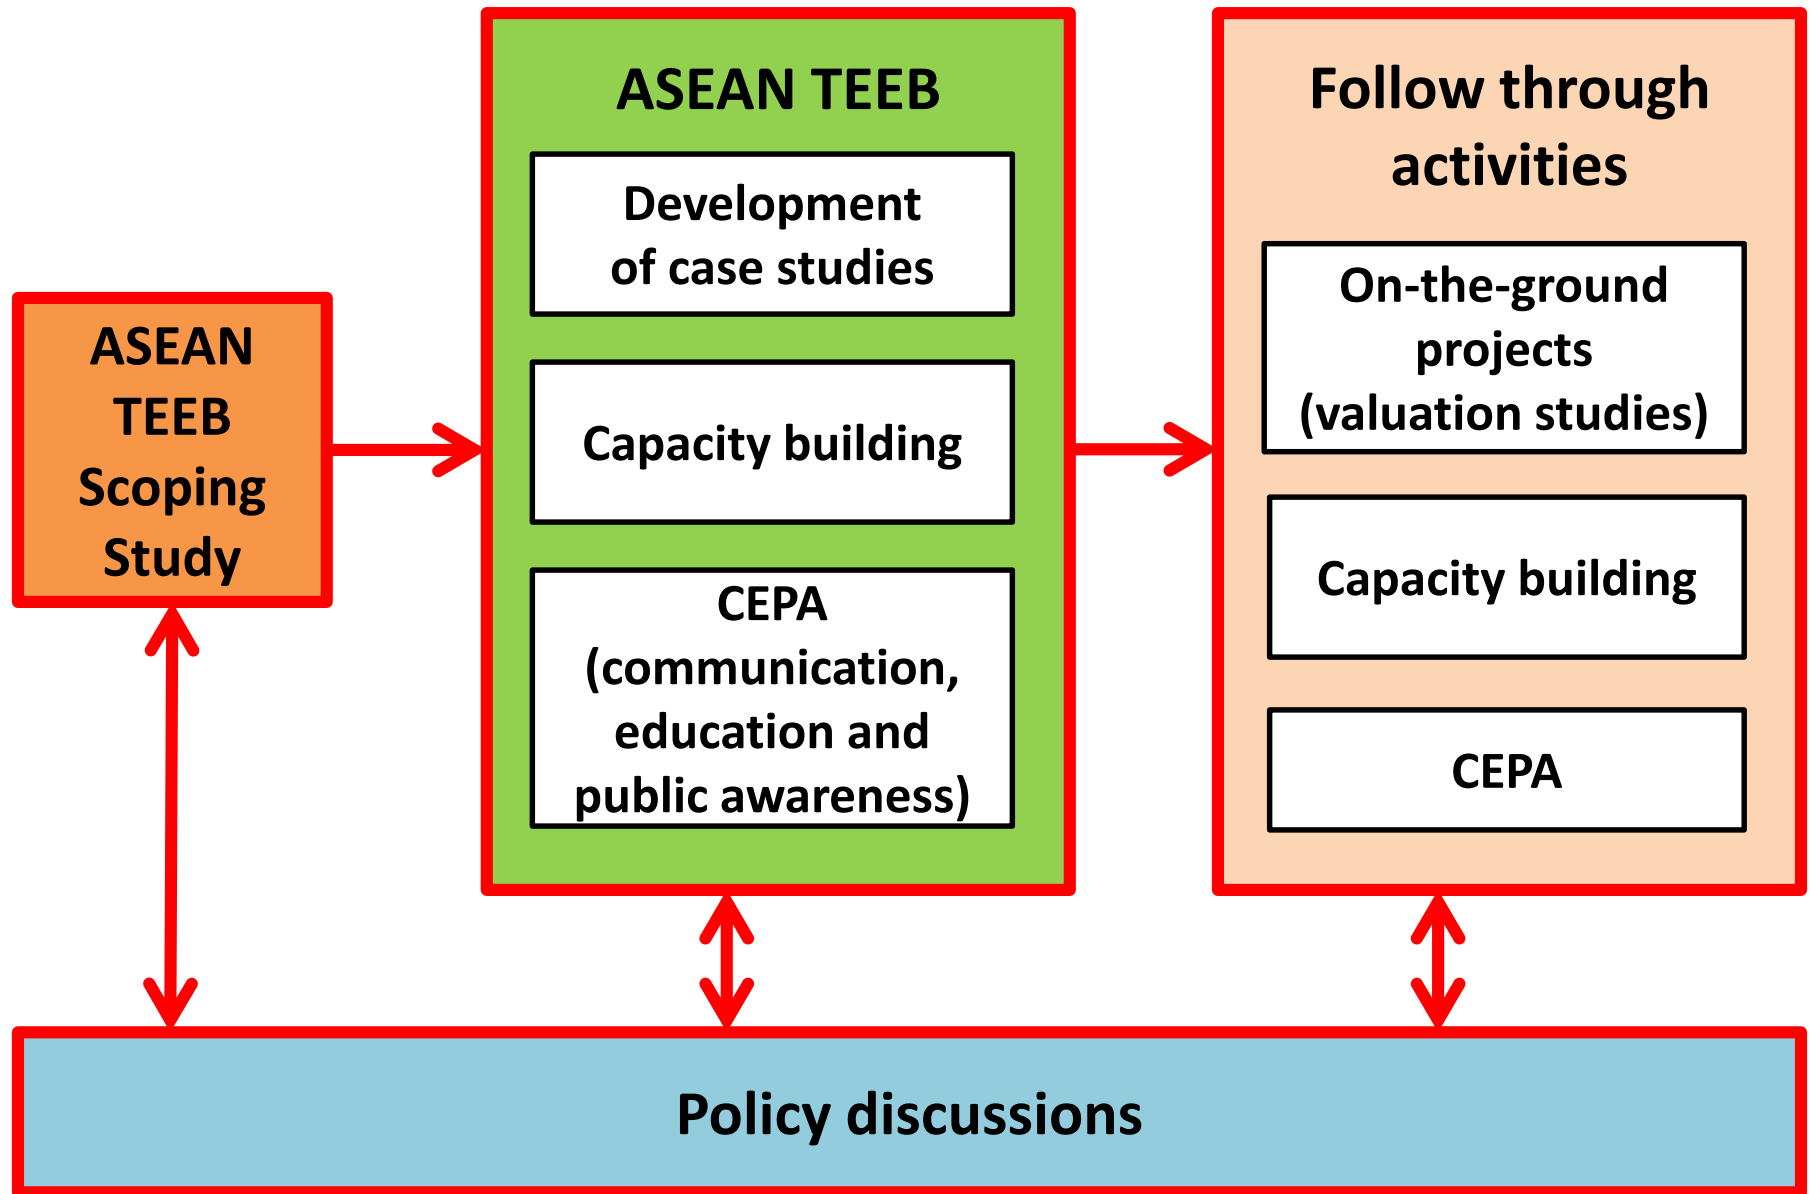 ASEAN
TEEB
Scoping
Study
ASEAN TEEB
Development
of case studies
Capacity building
CEPA
(communication,
education and
public awareness)
Follow through
activities
On-the-ground
projects
(valuation studies)
Capacity building
CEPA
Policy discussions